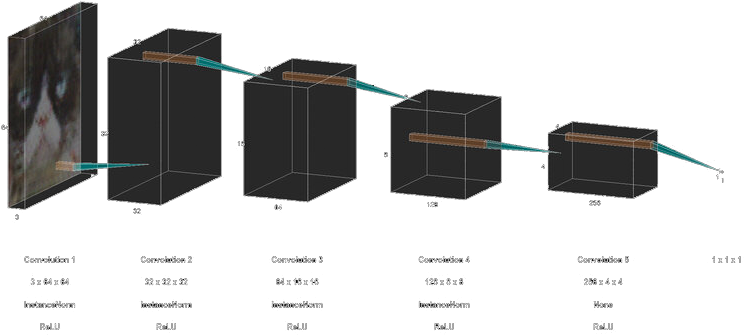 64
64
3
32
32
32
16
16
64
8
128
4
4
256
1
1
Convolution 1
Convolution 2
Convolution 3
Convolution 4
Convolution 5
1 x 1 x 1
3 x 64 x 64
32 x 32 x 32
64 x 16 x 16
128 x 8 x 8
256 x 4 x 4
InstanceNorm
InstanceNorm
InstanceNorm
InstanceNorm
None
ReLU
ReLU
ReLU
ReLU
ReLU